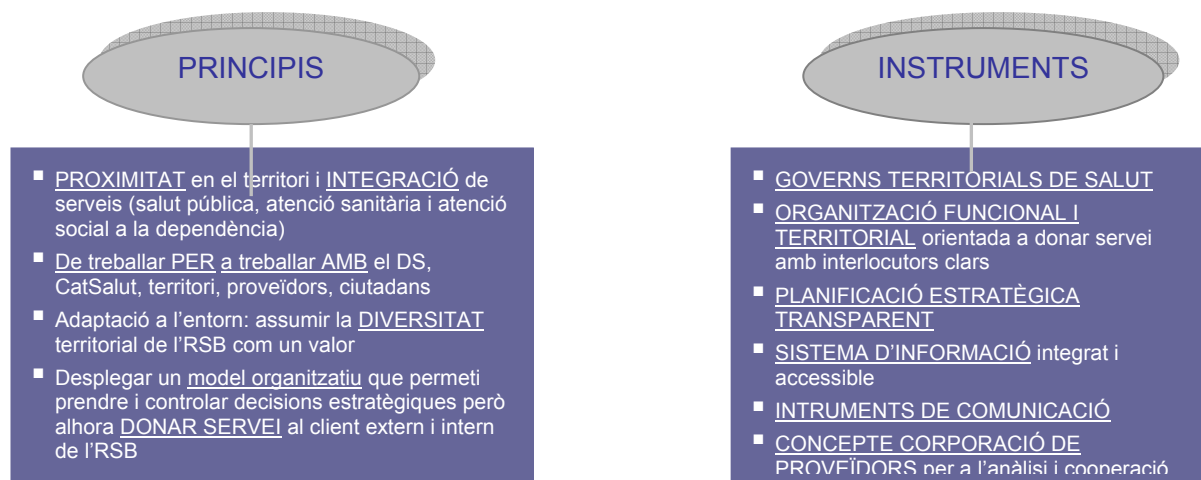 PRINCIPIS
▪ PROXIMITAT en el territori i INTEGRACIÓ de
serveis (salut pública, atenció sanitària i atenció
social a la dependència)
▪ De treballar PER a treballar AMB el DS,
CatSalut, territori, proveïdors, ciutadans
▪ Adaptació a l’entorn: assumir la DIVERSITAT
territorial de l’RSB com un valor
▪ Desplegar un model organitzatiu que permeti
prendre i controlar decisions estratègiques però
alhora DONAR SERVEI al client extern i intern
de l’RSB
INSTRUMENTS
▪ GOVERNS TERRITORIALS DE SALUT
▪ ORGANITZACIÓ FUNCIONAL I
TERRITORIAL orientada a donar servei
amb interlocutors clars
▪ PLANIFICACIÓ ESTRATÈGICA
TRANSPARENT
▪ SISTEMA D’INFORMACIÓ integrat i
accessible
▪ INTRUMENTS DE COMUNICACIÓ
▪ CONCEPTE CORPORACIÓ DE
PROVEÏDORS per a l’anàlisi i cooperació